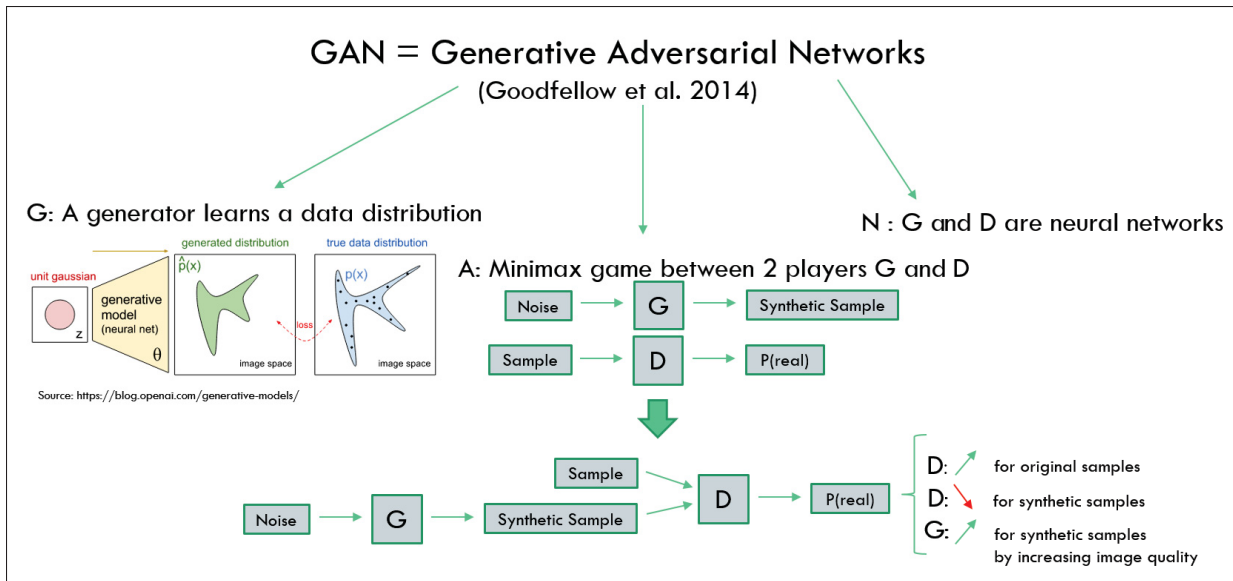 GAN = Generative Adversarial Networks
(Goodfellow et al. 2014)
G: A generator learns a data distribution
N : G and D are neural networks
generated distribution
true data distribution
unit gaussian
p̂(x)
p(x)
generative
model
(neural net)
z
θ
loss
image space
image space
Source: https://blog.openai.com/generative-models/
A: Minimax game between 2 players G and D
Noise
G
Synthetic Sample
Sample
D
P(real)
Sample
Noise
G
Synthetic Sample
D
P(real)
D: for original samples
D: for synthetic samples
G: for synthetic samples
by increasing image quality